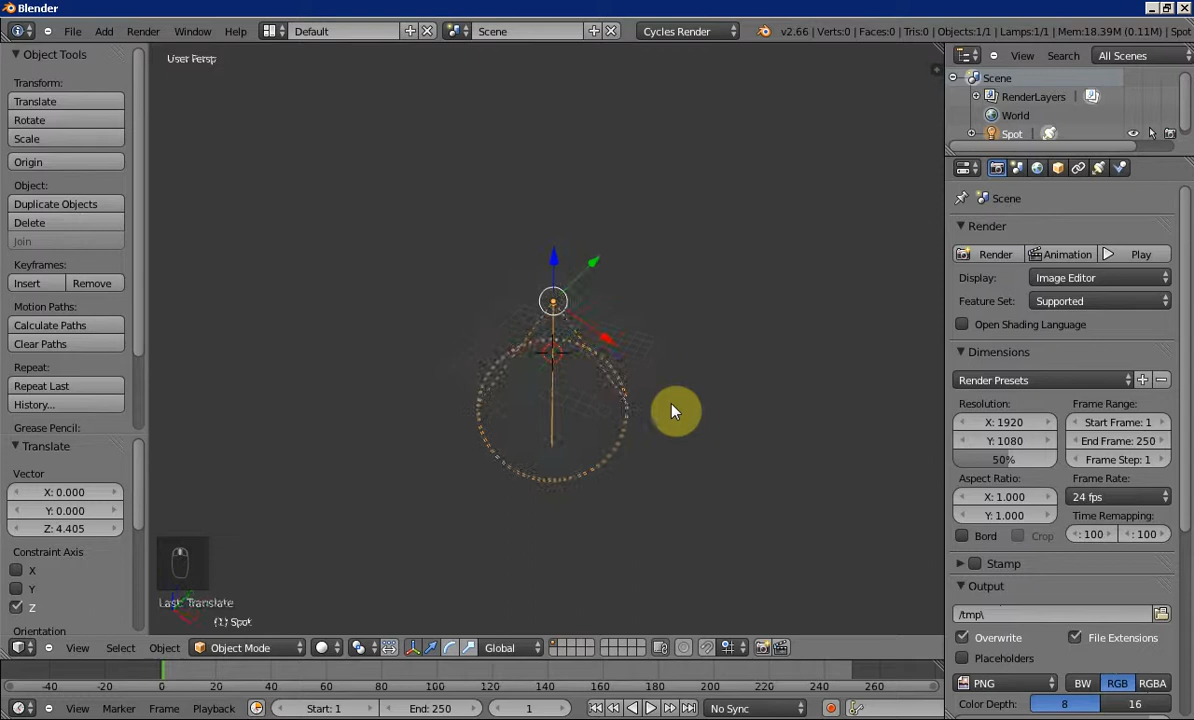 Blender
File
Add
Render
Window
Help
Default
Scene
Cycles Render
v2.66 | Verts:0 | Faces:0 | Tris:0 | Objects:1/1 | Lamps:1/1 | Mem:18.39M (0.11M) | Spot
Object Tools
Transform:
Translate
Rotate
Scale
Origin
Object:
Duplicate Objects
Delete
Join
Keyframes:
Insert
Remove
Motion Paths:
Calculate Paths
Clear Paths
Repeat:
Repeat Last
History...
Grease Pencil:
Translate
Vector
X: 0.000
Y: 0.000
Z: 4.405
Constraint Axis
X
Y
Z
Orientation
User Persp
Last: Translate
(1) Spot
View
Select
Object
Object Mode
Global
-40 -20 0 20 40 60 80 100 120 140 160 180 200 220 240 260
View
Marker
Frame
Playback
Start: 1
End: 250
1
No Sync
View
Search
All Scenes
Scene
RenderLayers
World
Spot
Scene
Render
Render
Animation
Play
Display:
Image Editor
Feature Set:
Supported
Open Shading Language
Dimensions
Render Presets
Resolution:
Frame Range:
X: 1920
Start Frame: 1
Y: 1080
End Frame: 250
50%
Frame Step: 1
Aspect Ratio:
Frame Rate:
X: 1.000
24 fps
Y: 1.000
Time Remapping:
Bord
Crop
: 100
: 100
Stamp
Output
/tmp\
Overwrite
File Extensions
Placeholders
PNG
BW
RGB
RGBA
Color Depth:
8
16